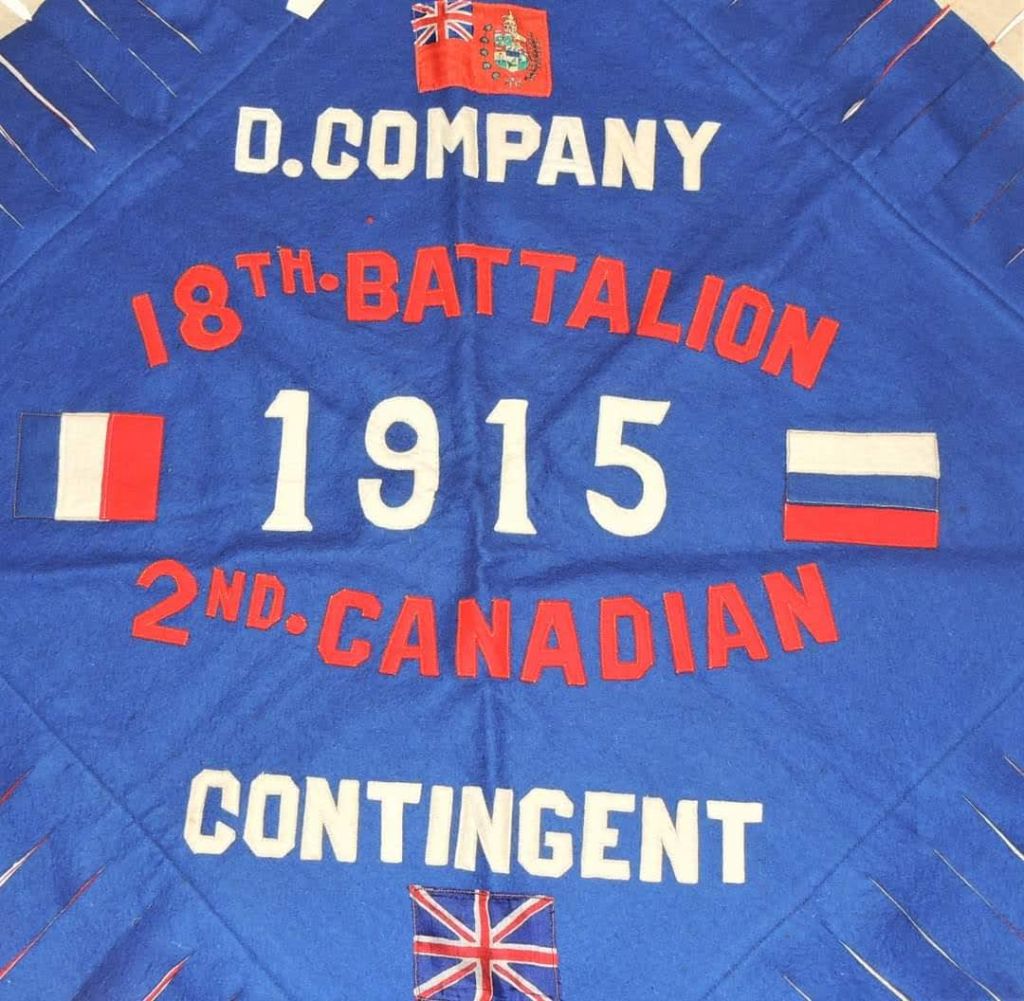 D.COMPANY
18TH.BATTALION
1915
2ND.CANADIAN
CONTINGENT